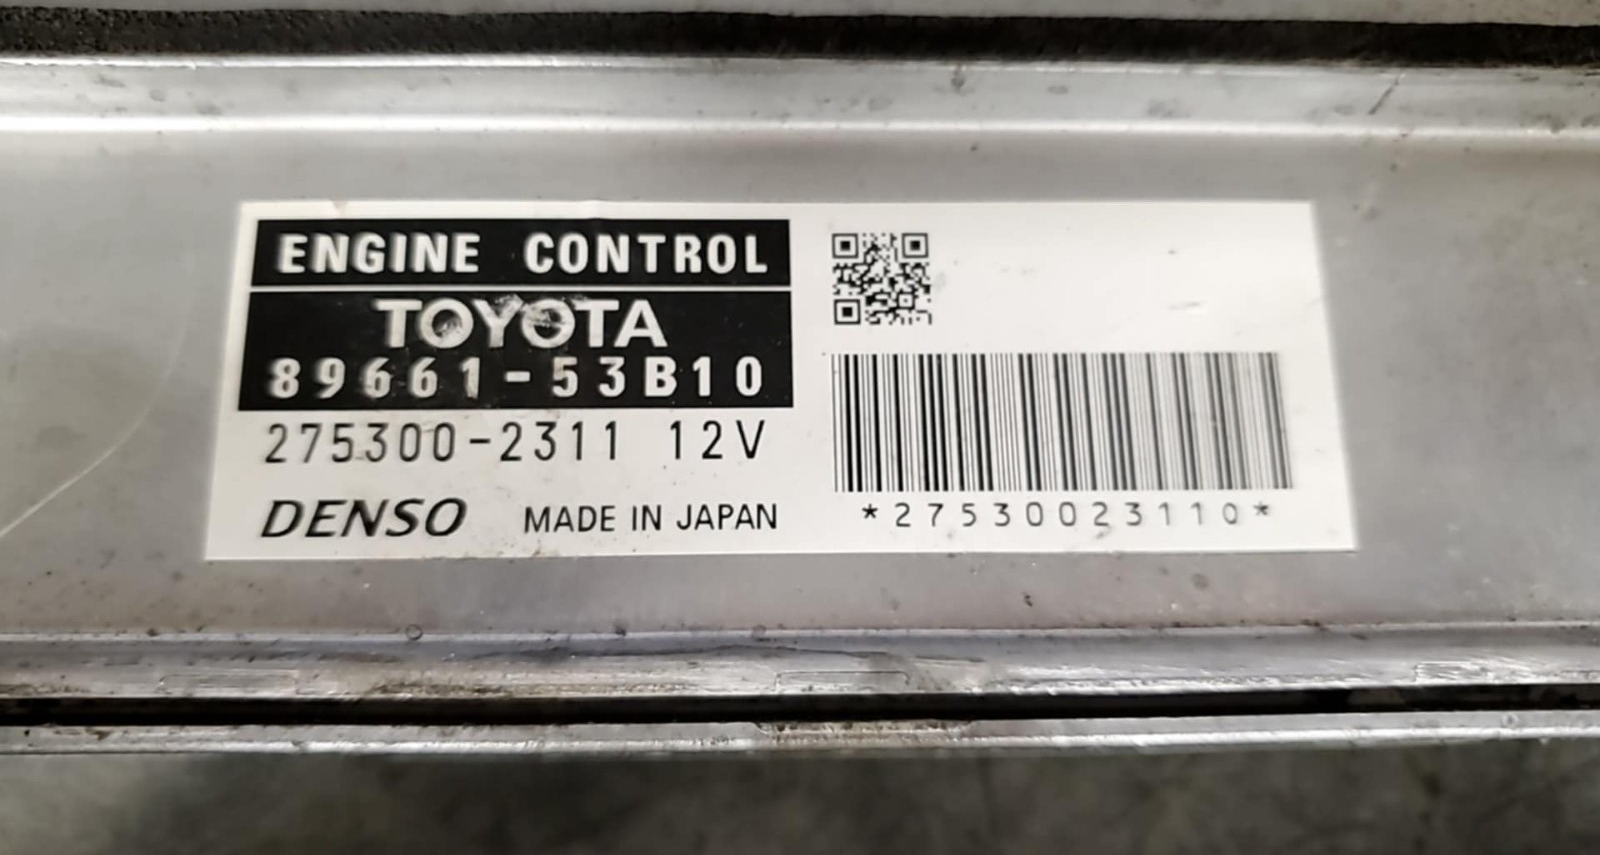 ENGINE CONTROL
TOYOTA
89661-53B10
275300-2311 12V
DENSO MADE IN JAPAN
*27530023110*